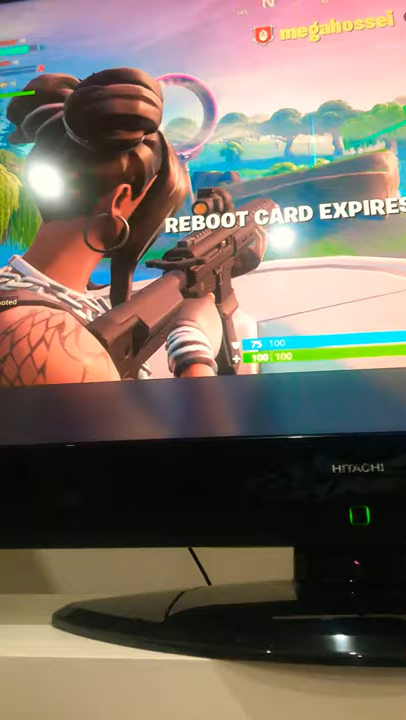 N
megahossei
REBOOT CARD EXPIRES
75 100
100 100
HITACHI